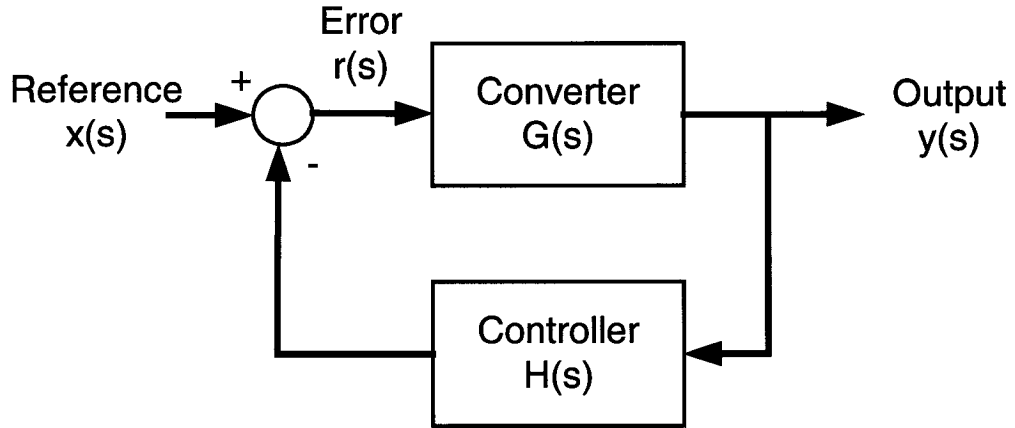 Error
r(s)
Reference
x(s)
+
-
Converter
G(s)
Output
y(s)
Controller
H(s)